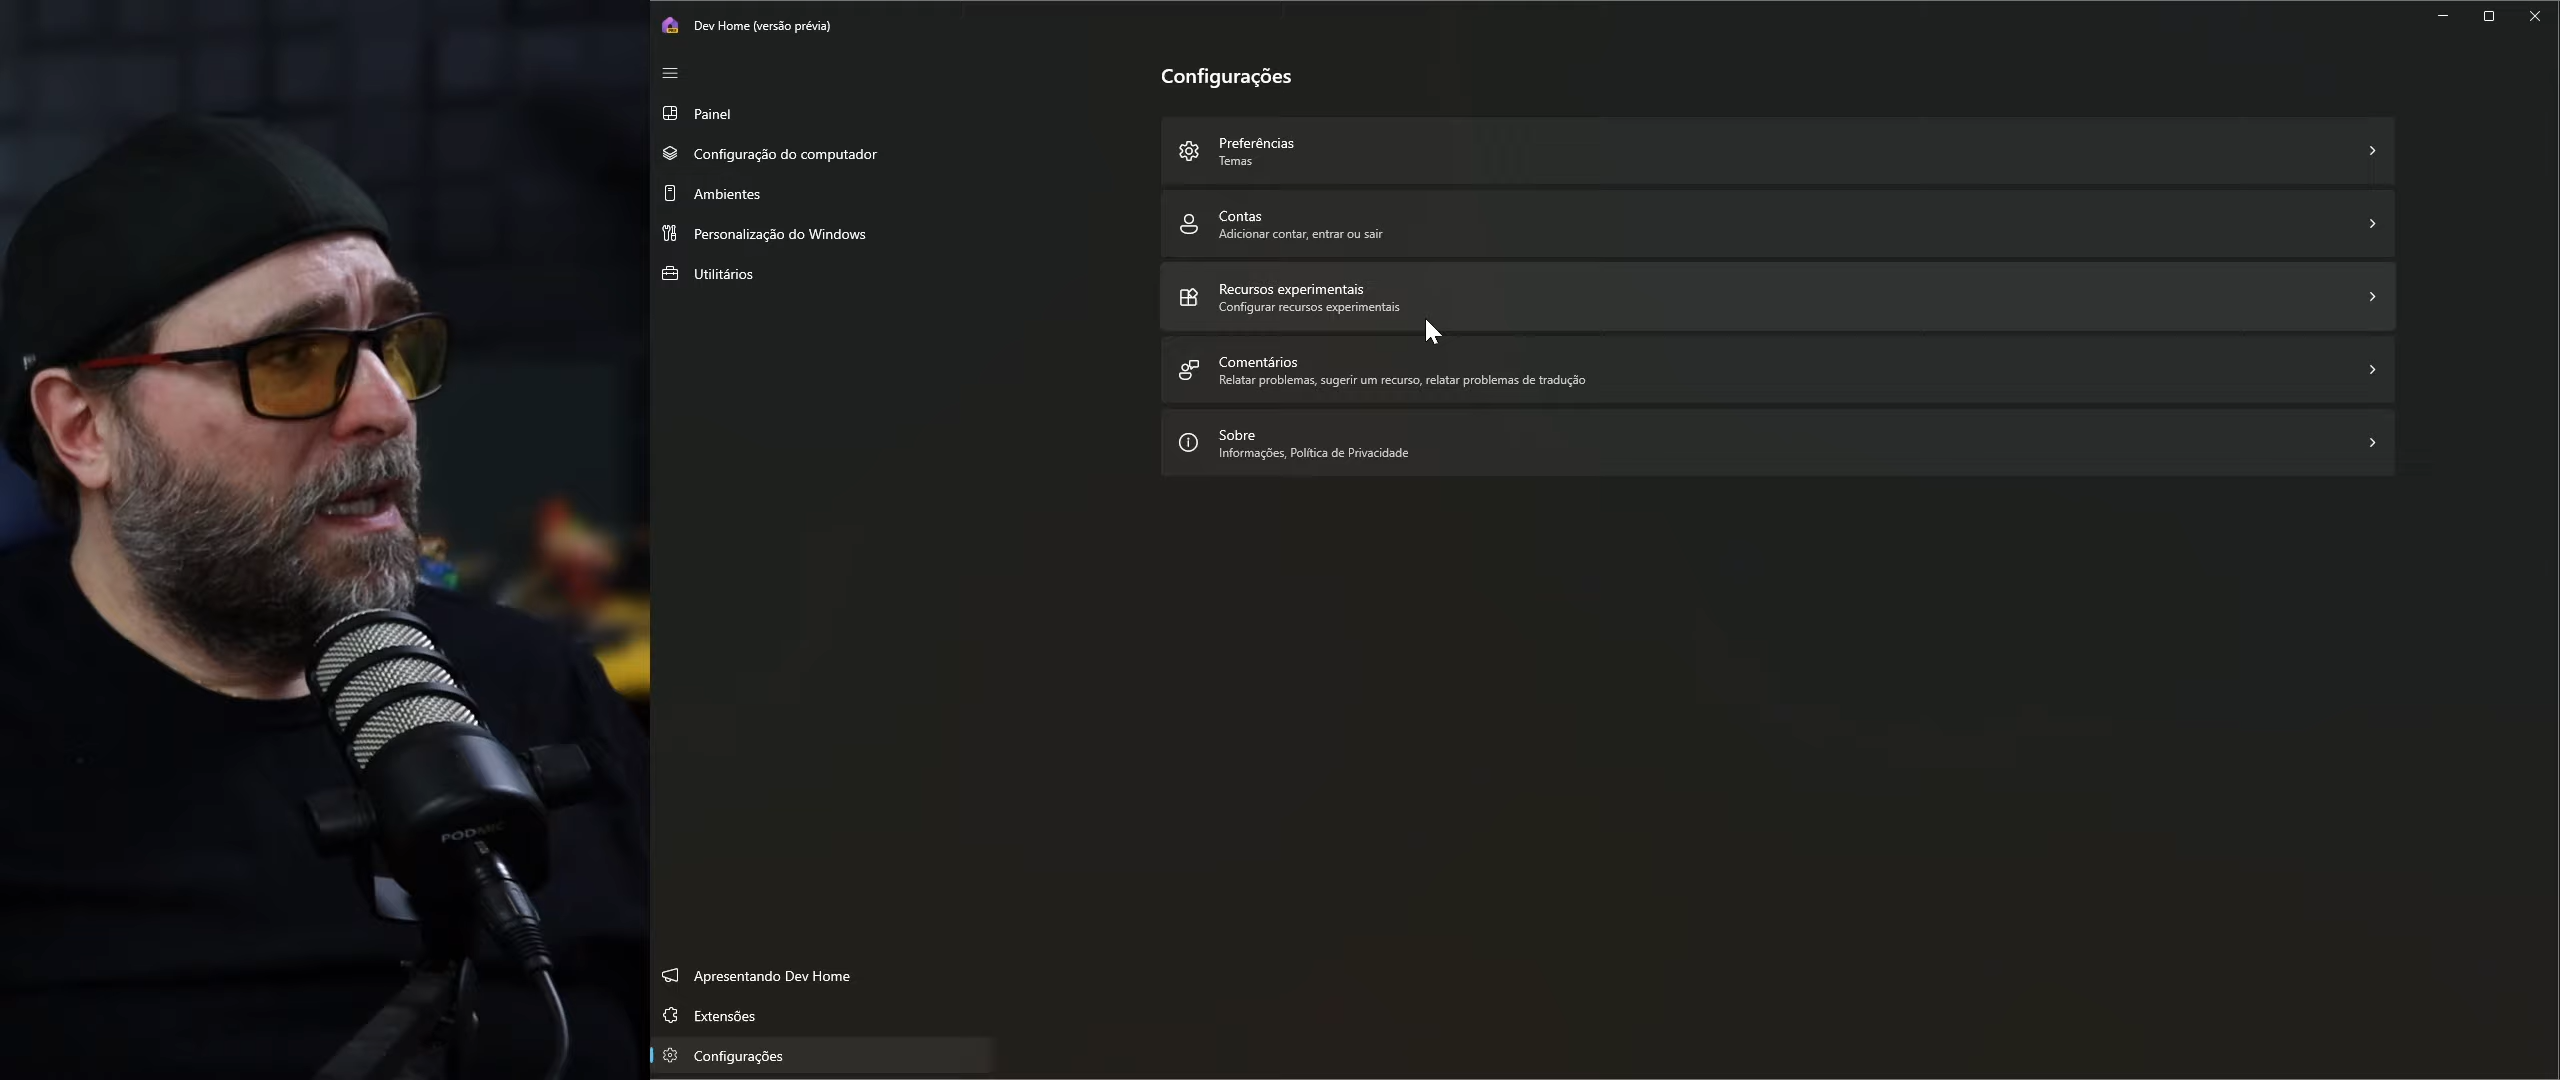 Dev Home (versão prévia)
Painel
Configuração do computador
Ambientes
Personalização do Windows
Utilitários
Apresentando Dev Home
Extensões
Configurações
Configurações
Preferências
Temas
Contas
Adicionar contar, entrar ou sair
Recursos experimentais
Configurar recursos experimentais
Comentários
Relatar problemas, sugerir um recurso, relatar problemas de tradução
Sobre
Informações, Política de Privacidade
PODMIC